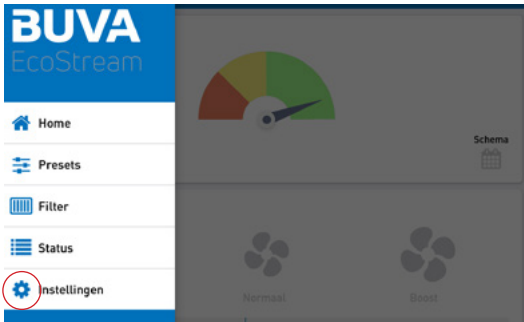 BUVA
EcoStream
Home
Presets
Filter
Status
Instellingen
Schema
Normaal
Boost